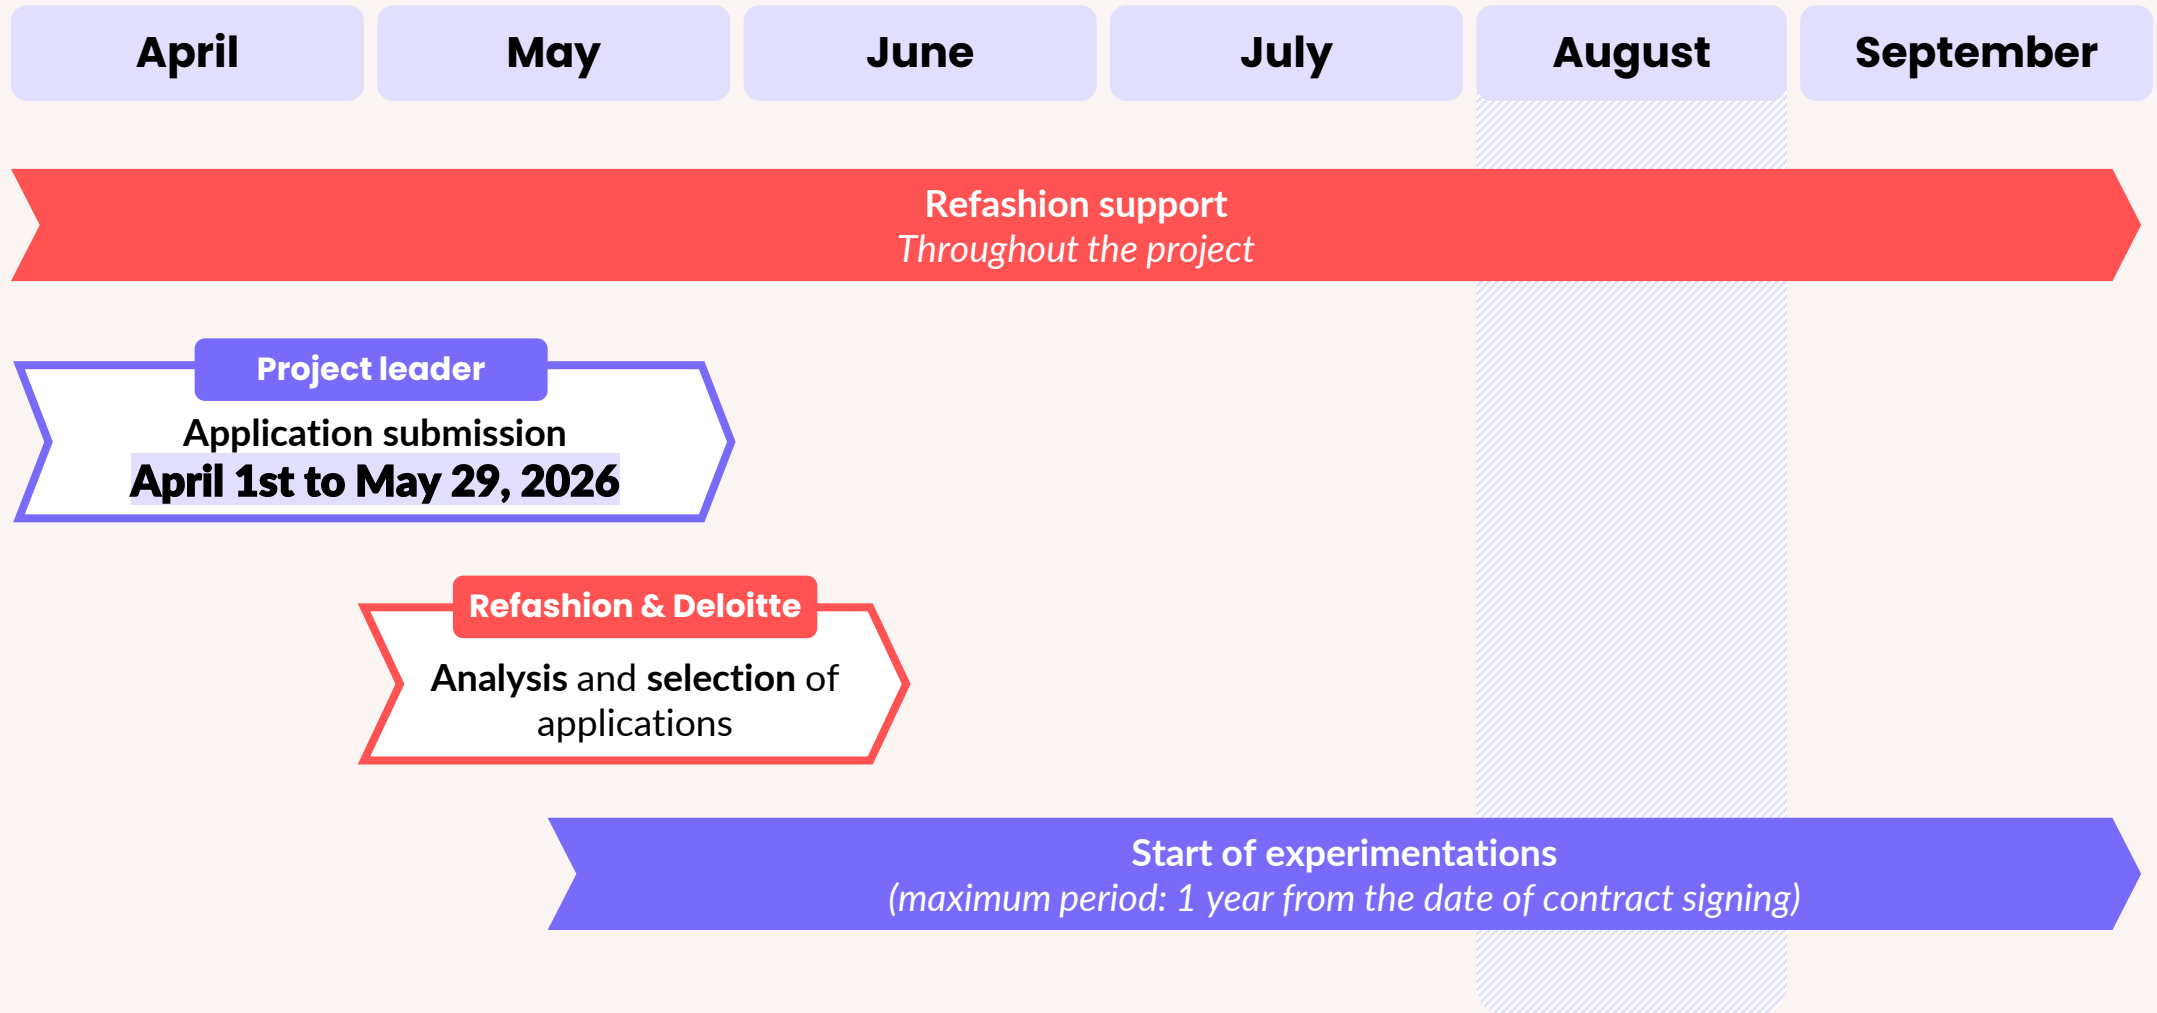 April
May
June
July
August
September
Refashion support
Throughout the project
Project leader
Application submission
April 1st to May 29, 2026
Refashion & Deloitte
Analysis and selection of
applications
Start of experimentations
(maximum period: 1 year from the date of contract signing)